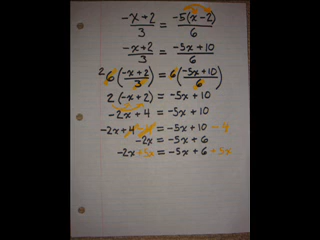 -x+2/3 = -5(x-2)/6
-x+2/3 = -5x+10/6
2 6(-x+2/3) = 6(-5x+10/6)
2(-x+2) = -5x+10
-2x+4 = -5x+10
-2x+4-4 = -5x+10-4
-2x = -5x+6
-2x+5x = -5x+6+5x